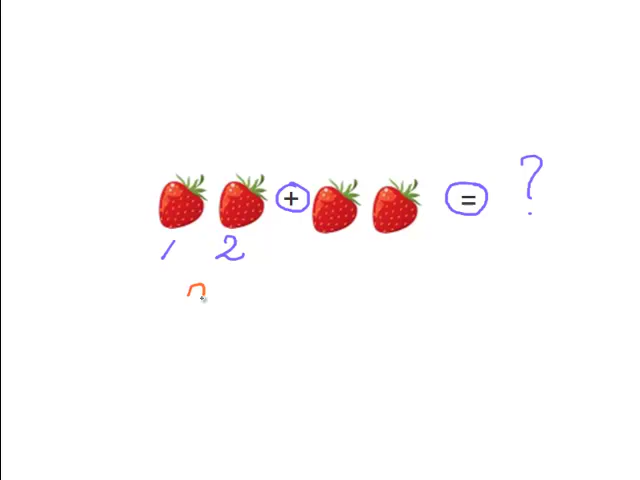 + = ?
1 2